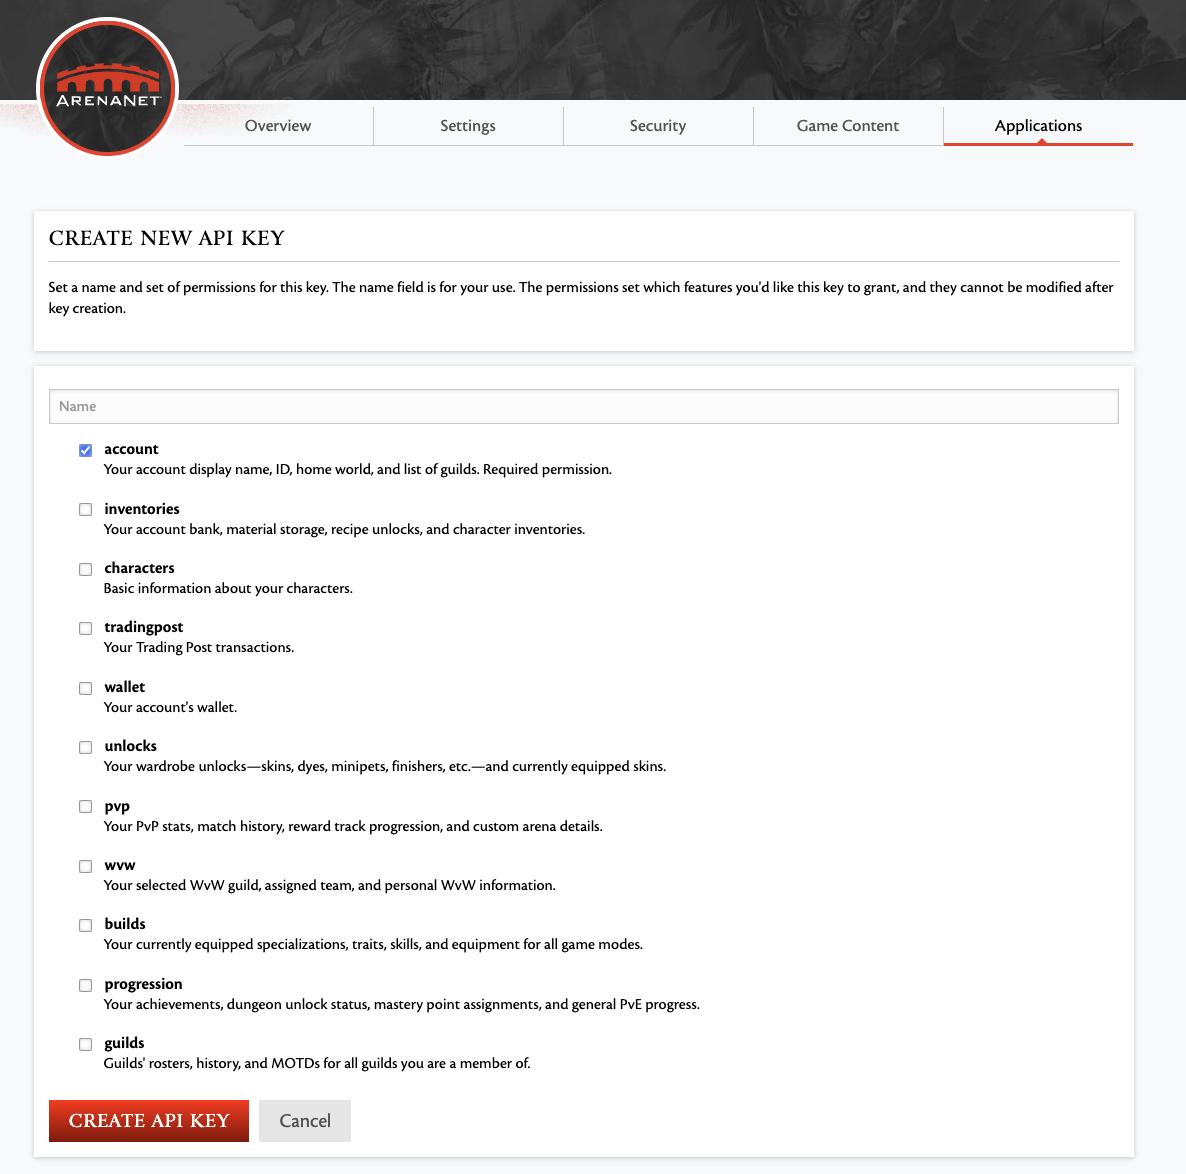 ARENANET
Overview
Settings
Security
Game Content
Applications
CREATE NEW API KEY
Set a name and set of permissions for this key. The name field is for your use. The permissions set which features you'd like this key to grant, and they cannot be modified after
key creation.
Name
account
Your account display name, ID, home world, and list of guilds. Required permission.
inventories
Your account bank, material storage, recipe unlocks, and character inventories.
characters
Basic information about your characters.
tradingpost
Your Trading Post transactions.
wallet
Your account's wallet.
unlocks
Your wardrobe unlocks—skins, dyes, minipets, finishers, etc.—and currently equipped skins.
pvp
Your PvP stats, match history, reward track progression, and custom arena details.
wvw
Your selected WvW guild, assigned team, and personal WvW information.
builds
Your currently equipped specializations, traits, skills, and equipment for all game modes.
progression
Your achievements, dungeon unlock status, mastery point assignments, and general PvE progress.
guilds
Guilds' rosters, history, and MOTDs for all guilds you are a member of.
CREATE API KEY
Cancel